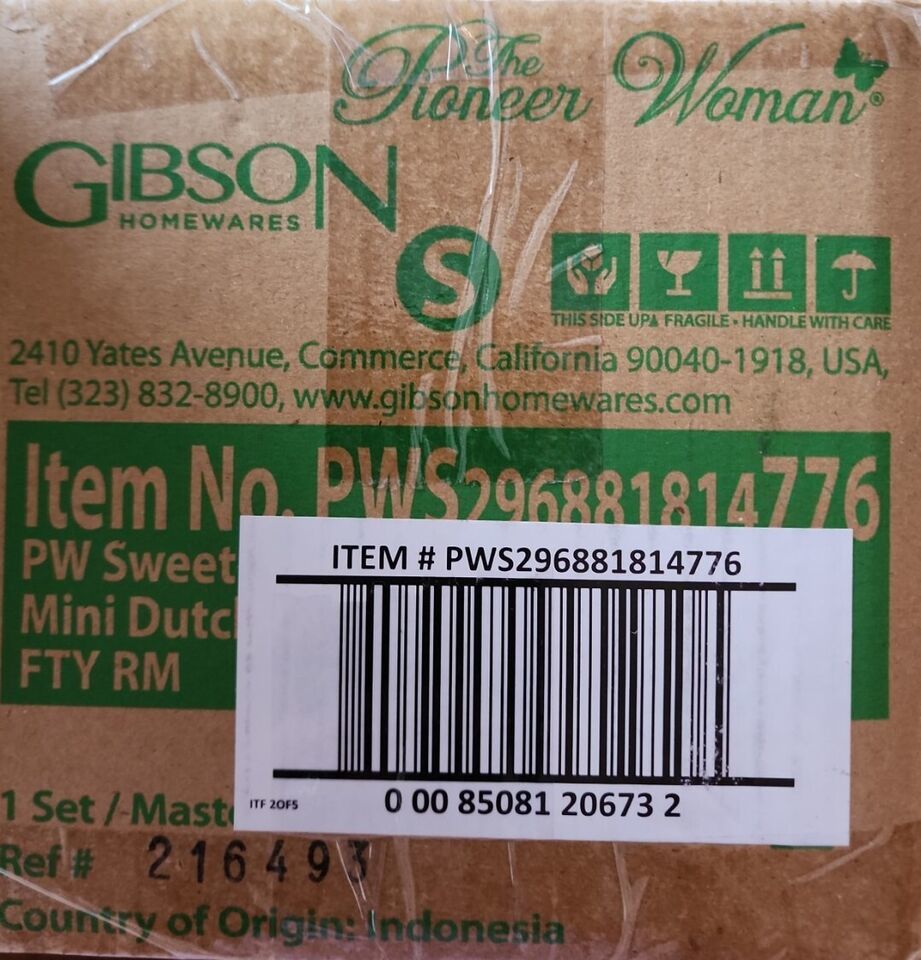 The
Pioneer Woman®
GIBSON
HOMEWARES
S
THIS SIDE UP • FRAGILE • HANDLE WITH CARE
2410 Yates Avenue, Commerce, California 90040-1918, USA,
Tel (323) 832-8900, www.gibsonhomewares.com
Item No. PWS296881814776
PW Sweet
Mini Dutc
FTY RM
ITEM # PWS296881814776
ITF 2OF5
0 00 85081 20673 2
1 Set / Maste
Ref # 216493
Country of Origin: Indonesia